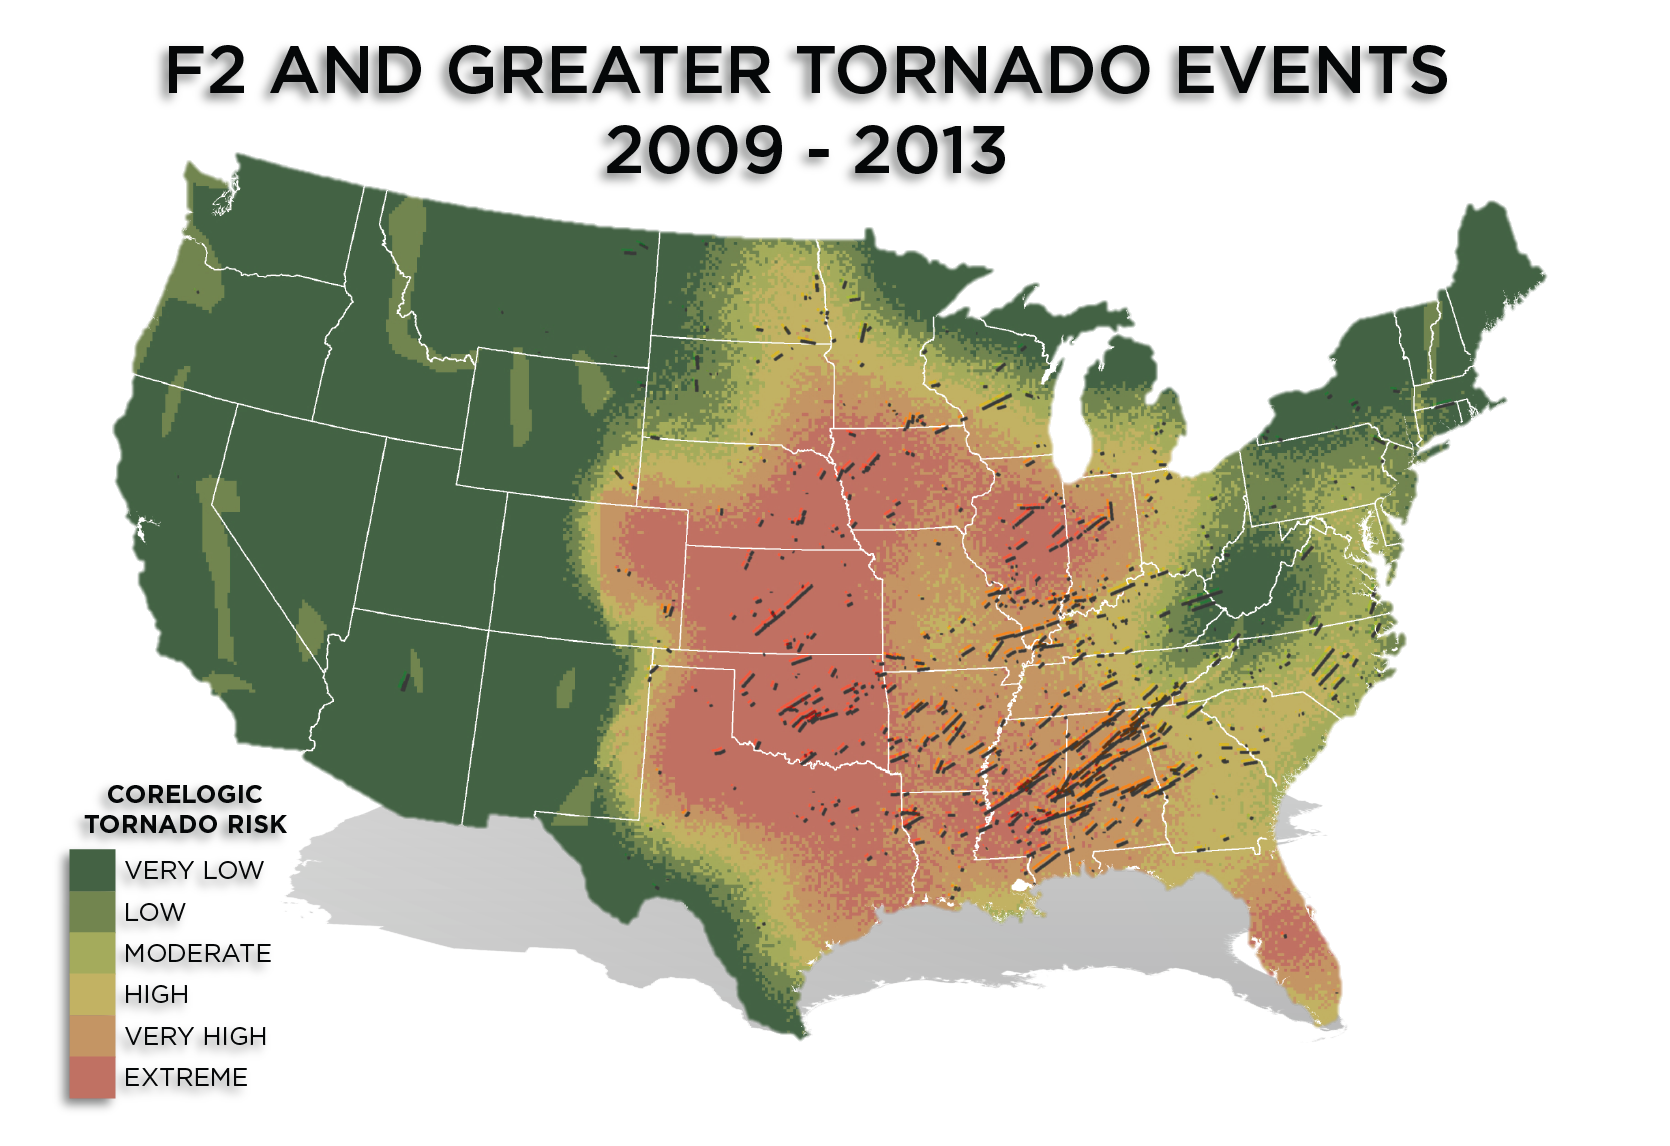 F2 AND GREATER TORNADO EVENTS
2009 - 2013
CORELOGIC
TORNADO RISK
VERY LOW
LOW
MODERATE
HIGH
VERY HIGH
EXTREME